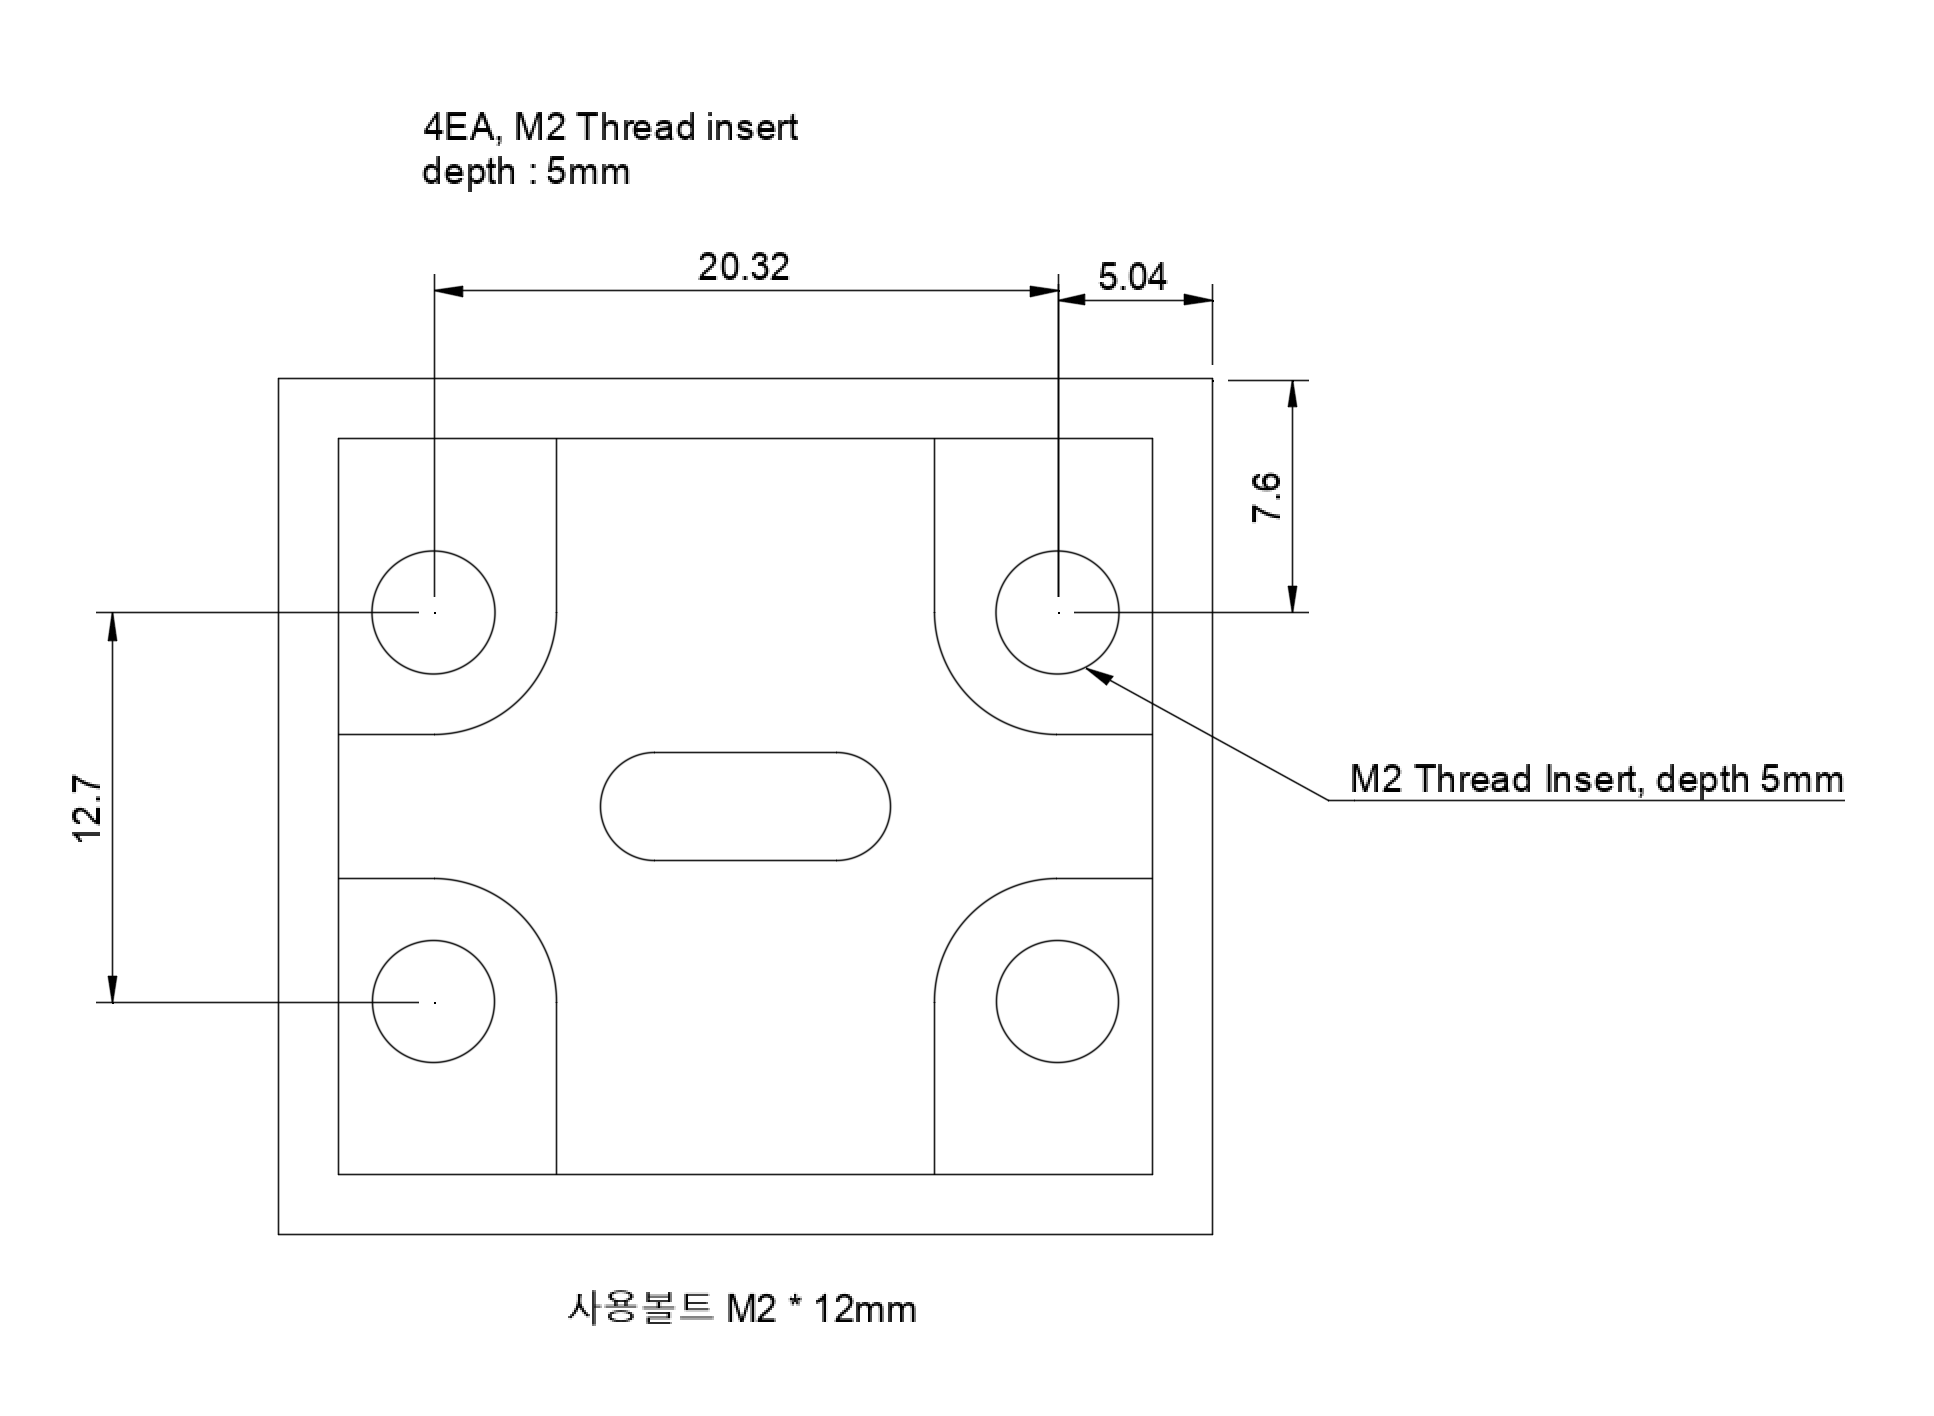 4EA, M2 Thread insert
depth : 5mm
20.32
5.04
7.6
12.7
M2 Thread Insert, depth 5mm
사용볼트 M2 * 12mm